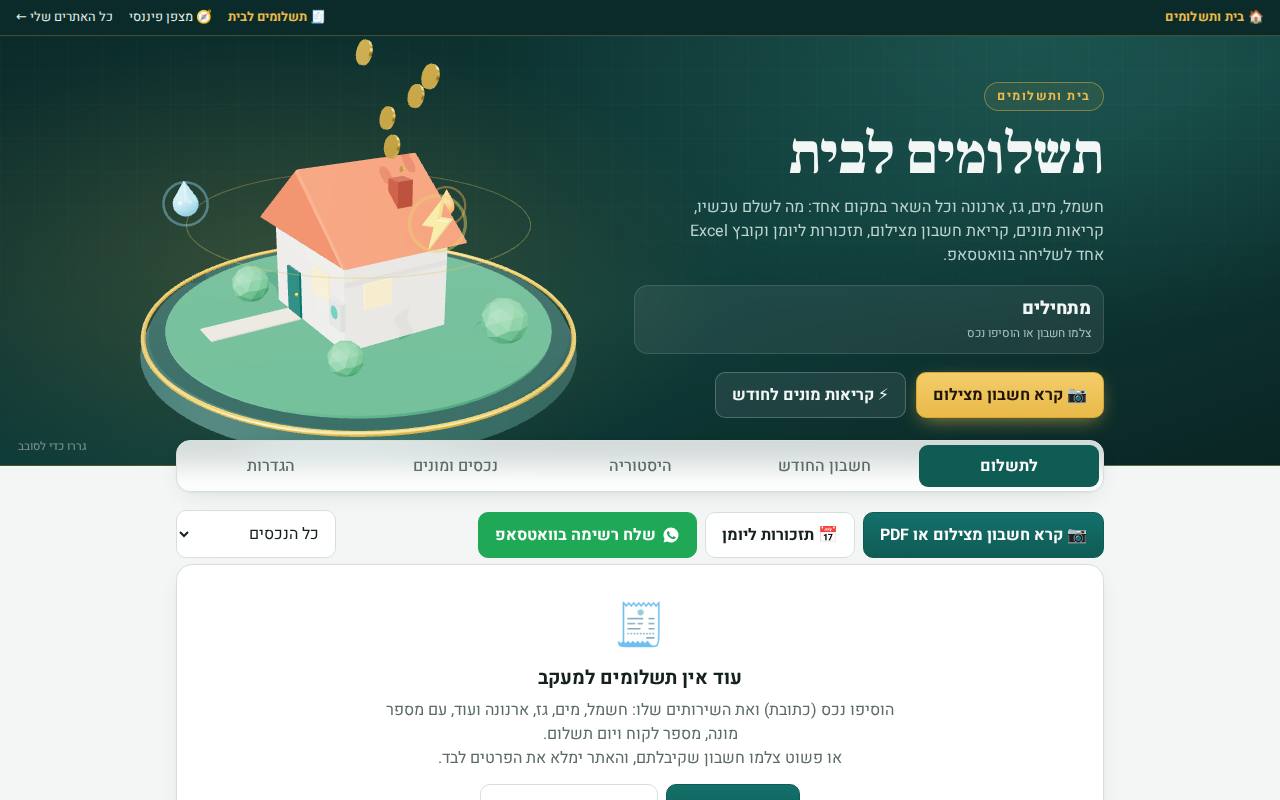 🏠 בית ותשלומים
🧾 תשלומים לבית
🧭 מצפן פיננסי
כל האתרים שלי ←
בית ותשלומים
תשלומים לבית
חשמל, מים, גז, ארנונה וכל השאר במקום אחד: מה לשלם עכשיו,
קריאות מונים, קריאת חשבון מצילום, תזכורות ליומן וקובץ Excel
אחד לשליחה בוואטסאפ.
מתחילים
צלמו חשבון או הוסיפו נכס
📷 קרא חשבון מצילום
⚡ קריאות מונים לחודש
גררו כדי לסובב
לתשלום
חשבון החודש
היסטוריה
נכסים ומונים
הגדרות
📷 קרא חשבון מצילום או PDF
📅 תזכורות ליומן
שלח רשימה בוואטסאפ
כל הנכסים
עוד אין תשלומים למעקב
הוסיפו נכס (כתובת) ואת השירותים שלו: חשמל, מים, גז, ארנונה ועוד, עם מספר
מונה, מספר לקוח ויום תשלום.
או פשוט צלמו חשבון שקיבלתם, והאתר ימלא את הפרטים לבד.